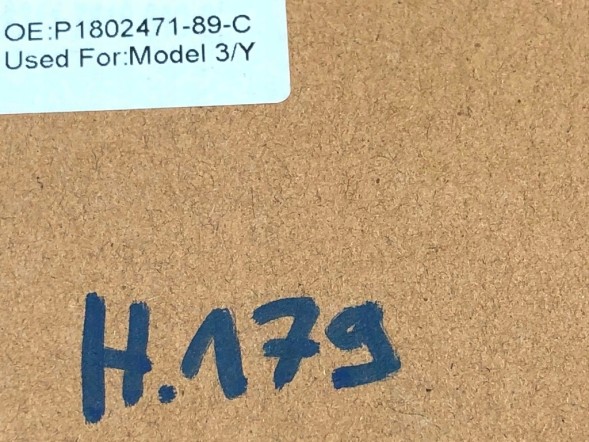 OE:P1802471-89-C
Used For:Model 3/Y
H.179